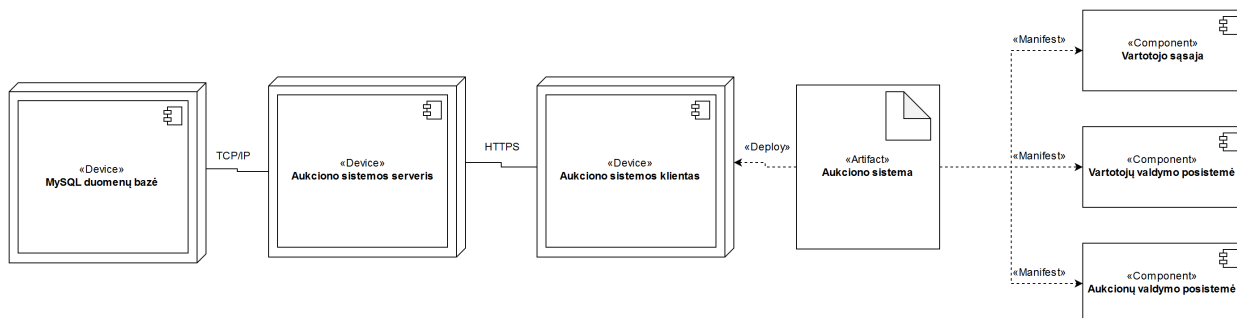 «Device»
MySQL duomenų bazė
TCP/IP
«Device»
Aukciono sistemos serveris
HTTPS
«Device»
Aukciono sistemos klientas
«Deploy»
«Artifact»
Aukciono sistema
«Manifest»
«Component»
Vartotojo sąsaja
«Manifest»
«Component»
Vartotojų valdymo posistemė
«Manifest»
«Component»
Aukcionų valdymo posistemė